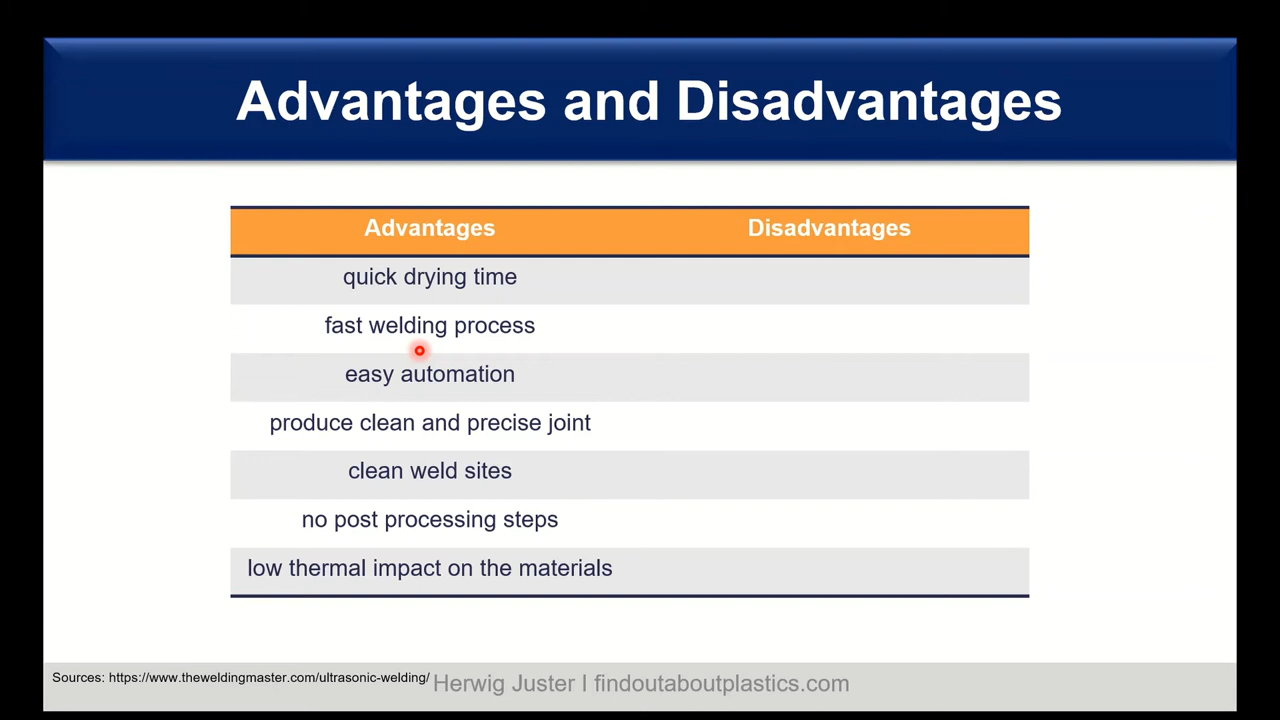 Advantages and Disadvantages
Advantages Disadvantages
quick drying time
fast welding process
easy automation
produce clean and precise joint
clean weld sites
no post processing steps
low thermal impact on the materials
Sources: https://www.theweldingmaster.com/ultrasonic-welding/
Herwig Juster I findoutaboutplastics.com